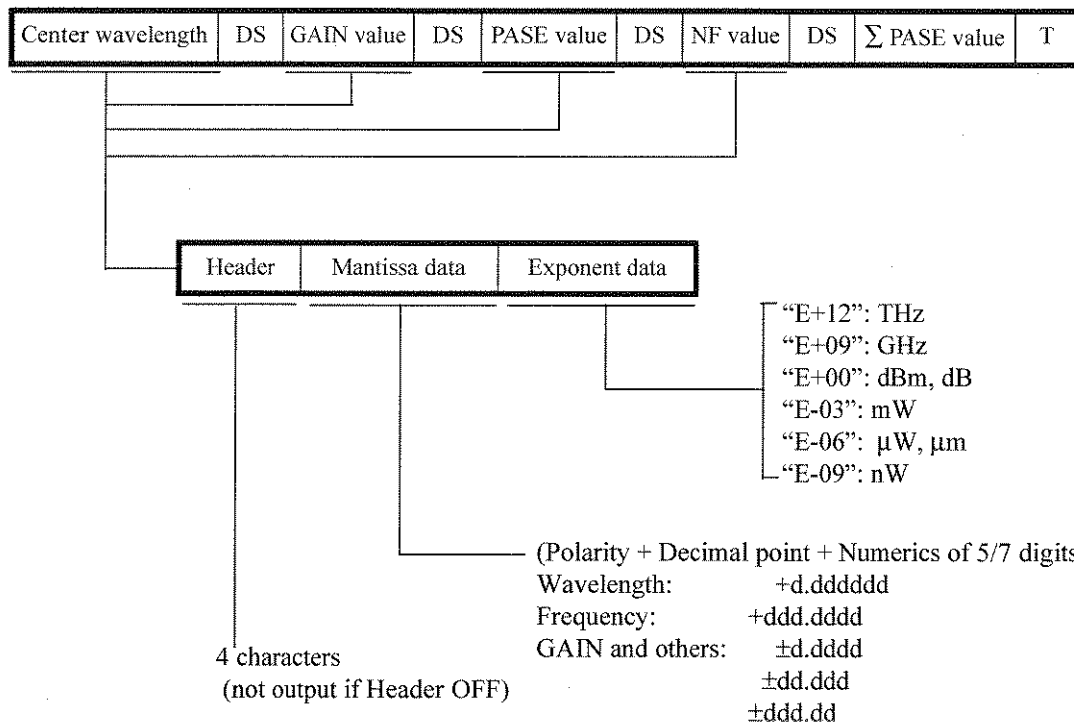 Center wavelength DS GAIN value DS PASE value DS NF value DS ∑ PASE value T
Header Mantissa data Exponent data
“E+12”: THz
“E+09”: GHz
“E+00”: dBm, dB
“E-03”: mW
“E-06”: μW, μm
“E-09”: nW
(Polarity + Decimal point + Numerics of 5/7 digits
Wavelength: +d.dddddd
Frequency: +ddd.dddd
GAIN and others: ±d.dddd
±dd.ddd
±ddd.dd
4 characters
(not output if Header OFF)